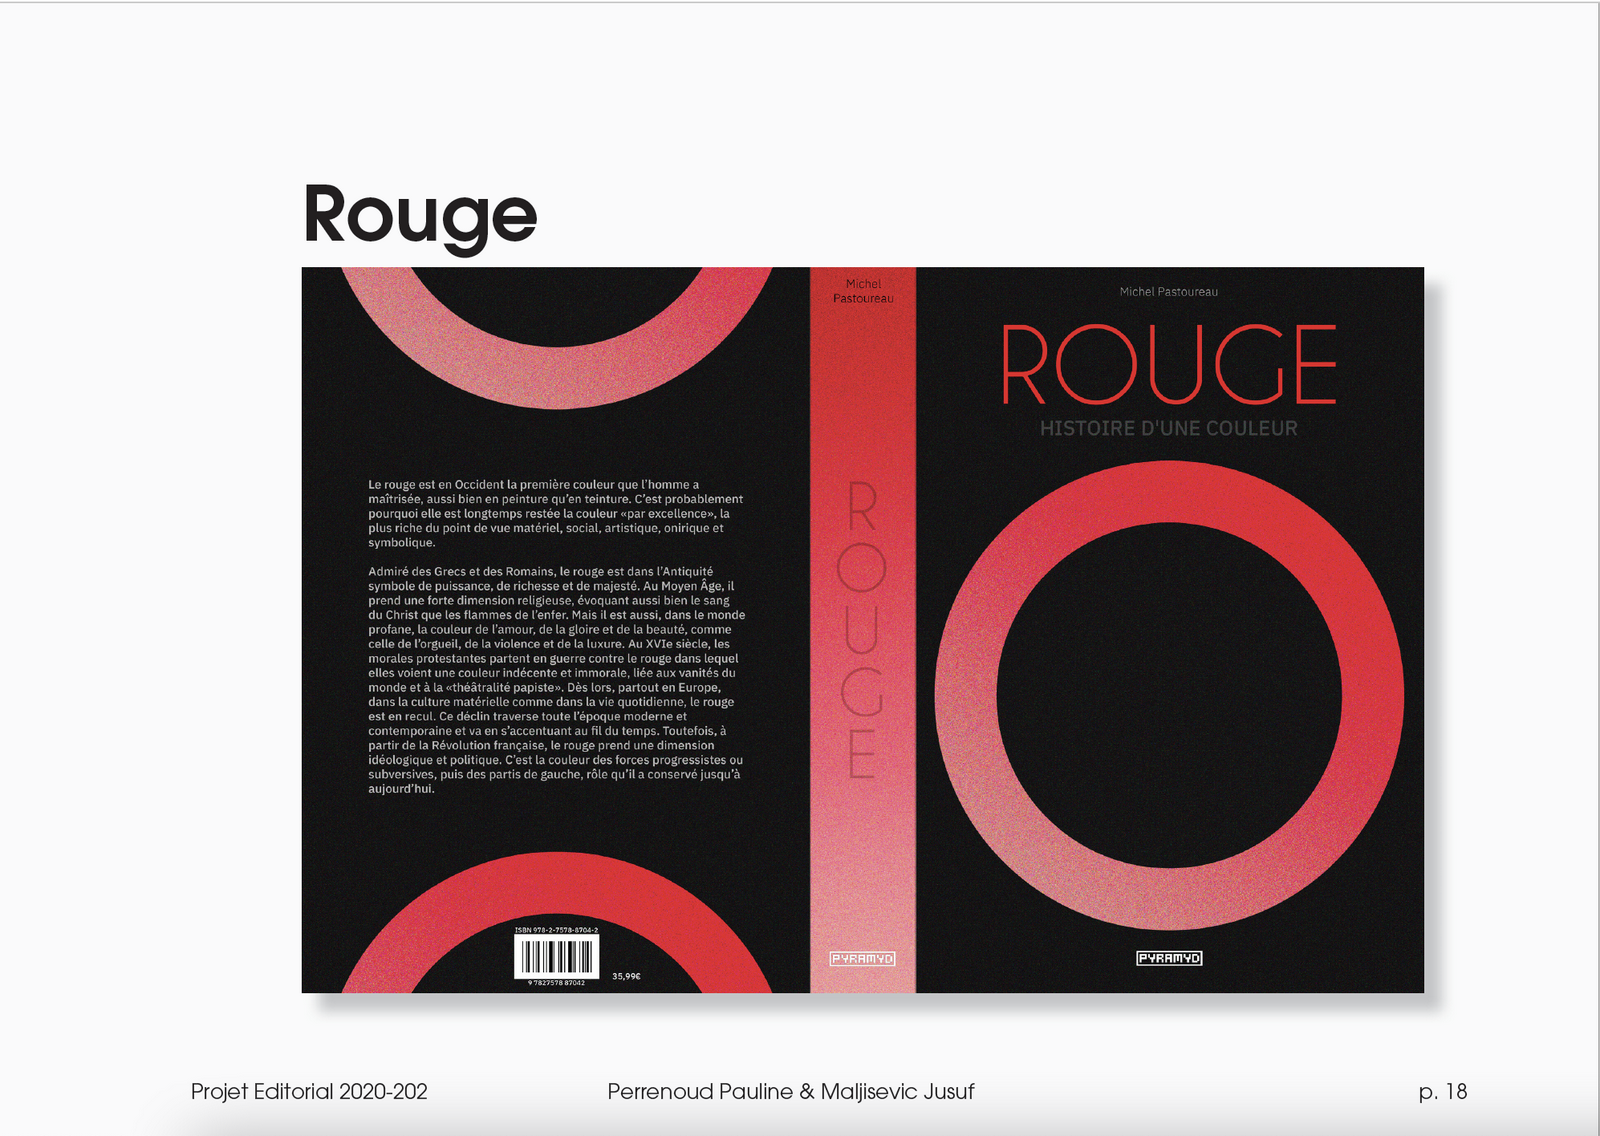 Rouge
Le rouge est en Occident la première couleur que l'homme a
maîtrisée, aussi bien en peinture qu'en teinture. C'est probablement
pourquoi elle est longtemps restée la couleur «par excellence», la
plus riche du point de vue matériel, social, artistique, onirique et
symbolique.
Admiré des Grecs et des Romains, le rouge est dans l'Antiquité
symbole de puissance, de richesse et de majesté. Au Moyen Âge, il
prend une forte dimension religieuse, évoquant aussi bien le sang
du Christ que les flammes de l'enfer. Mais il est aussi, dans le monde
profane, la couleur de l'amour, de la gloire et de la beauté, comme
celle de l'orgueil, de la violence et de la luxure. Au XVIe siècle, les
morales protestantes partent en guerre contre le rouge dans lequel
elles voient une couleur indécente et immorale, liée aux vanités du
monde et à la «théâtralité papiste». Dès lors, partout en Europe,
dans la culture matérielle comme dans la vie quotidienne, le rouge
est en recul. Ce déclin traverse toute l'époque moderne et
contemporaine et va en s'accentuant au fil du temps. Toutefois, à
partir de la Révolution française, le rouge prend une dimension
idéologique et politique. C'est la couleur des forces progressistes ou
subversives, puis des partis de gauche, rôle qu'il a conservé jusqu'à
aujourd'hui.
ISBN 978-2-7578-8704-2
9 782757 887042
35,99€
Michel
Pastoureau
ROUGE
PYRAMYD
Michel Pastoureau
ROUGE
HISTOIRE D'UNE COULEUR
PYRAMYD
Projet Editorial 2020-202
Perrenoud Pauline & Maljisevic Jusuf
p. 18